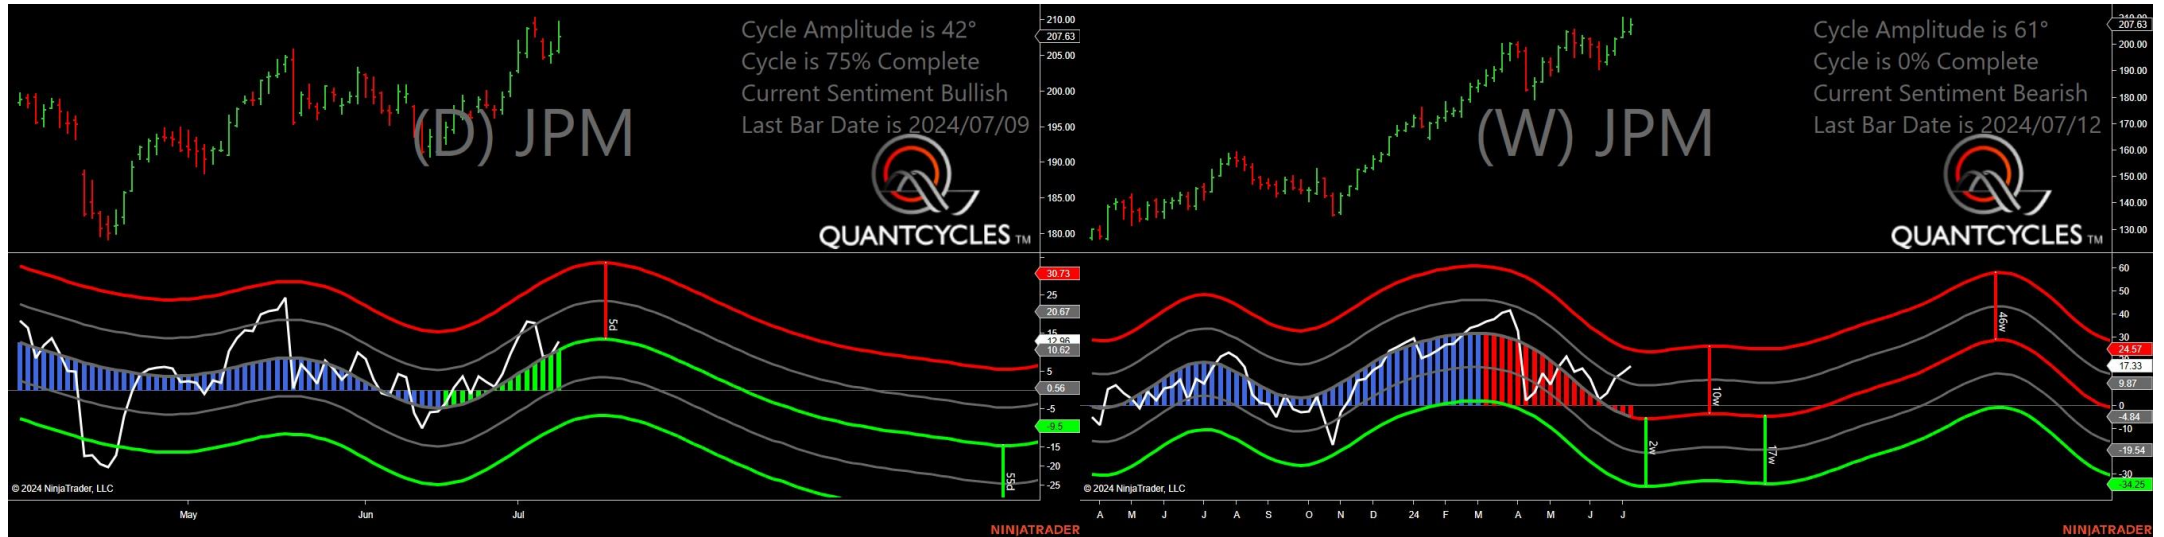 Cycle Amplitude is 42°
Cycle is 75% Complete
Current Sentiment Bullish
Last Bar Date is 2024/07/09
(D) JPM
QUANTCYCLES TM
210.00
207.63
205.00
200.00
195.00
190.00
185.00
180.00
5d
55d
30.73
25
20.67
15
12.96
10.62
5
0.56
-5
-9.5
-15
-20
-25
© 2024 NinjaTrader, LLC
May
Jun
Jul
NINJATRADER
Cycle Amplitude is 61°
Cycle is 0% Complete
Current Sentiment Bearish
Last Bar Date is 2024/07/12
(W) JPM
QUANTCYCLES TM
210.00
207.63
200.00
190.00
180.00
170.00
160.00
150.00
140.00
130.00
46w
10w
2w
17w
60
50
40
30
24.57
17.33
9.87
0
-4.84
-10
-19.54
-30
-34.25
© 2024 NinjaTrader, LLC
A M J J A S O N D 24 F M A M J J
NINJATRADER